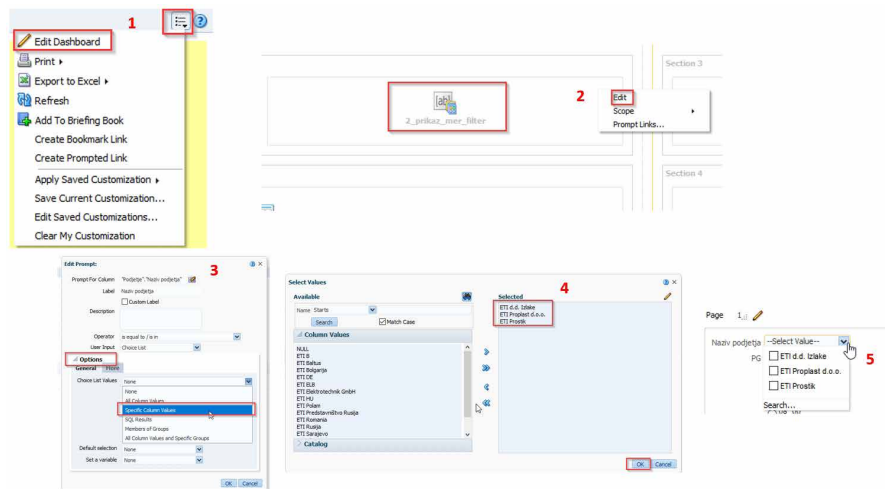 1
Edit Dashboard
Print
Export to Excel
Refresh
Add To Briefing Book
Create Bookmark Link
Create Prompted Link
Apply Saved Customization
Save Current Customization...
Edit Saved Customizations...
Clear My Customization
2
Section 3
[ab]
2_prikaz_mer_filter
Edit
Scope
Prompt Links...
Section 4
3
Edit Prompt:
Prompt For Column "Podjetje"."Naziv podjetja"
Label Naziv podjetja
Custom Label
Description
Operator is equal to / is in
User Input Choice List
Options
General More
Choice List Values None
None
All Column Values
Specific Column Values
SQL Results
Members of Groups
All Column Values and Specific Groups
Default selection None
Set a variable None
OK Cancel
4
Select Values
Available
Name Starts
Search Match Case
Column Values
NULL
ETI B
ETI Baltus
ETI Bolgarija
ETI DE
ETI ELB
ETI Elektrotechnik GmbH
ETI HU
ETI Polam
ETI Predstavništvo Rusija
ETI Romania
ETI Rusija
ETI Sarajevo
Catalog
Selected
ETI d.d. Izlake
ETI Proplast d.o.o.
ETI Prostik
OK Cancel
Page 1
Naziv podjetja --Select Value--
PG
ETI d.d. Izlake
ETI Proplast d.o.o.
ETI Prostik
Search...
5